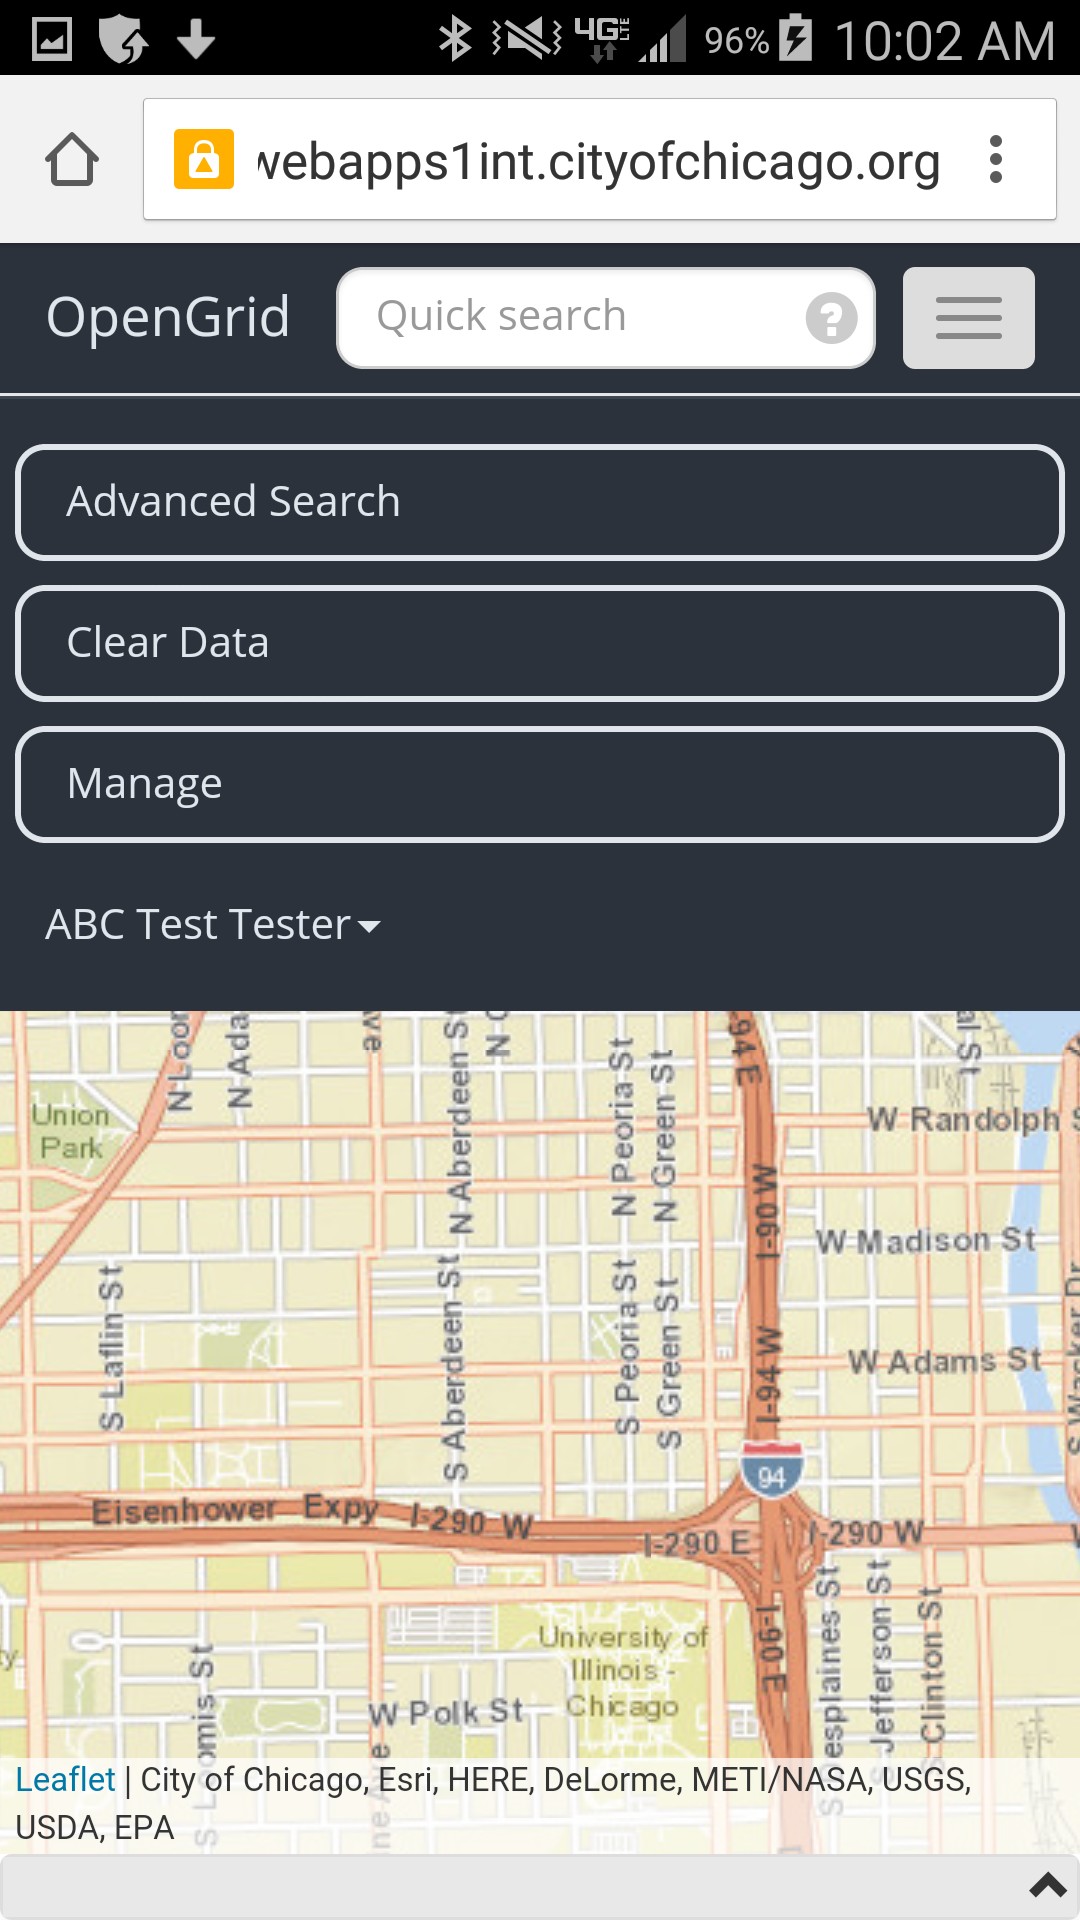 4G LTE 96% 10:02 AM
webapps1int.cityofchicago.org
OpenGrid
Quick search
?
Advanced Search
Clear Data
Manage
ABC Test Tester
N Ada
N Aberdeen St
N Peoria St
N Green St
94 E
Union
Park
W Randolph
I-90 W
W Madison St
S Laflin St
S Aberdeen St
S Peoria St
S Green St
I-94 W
W Adams St
S Wacker Dr
94
Eisenhower Expy
I-290 W
I-290 E
I-290 W
I-90 E
Jefferson St
S Clinton St
University of
Illinois -
Chicago
S Loomis St
W Polk St
Leaflet | City of Chicago, Esri, HERE, DeLorme, METI/NASA, USGS,
USDA, EPA